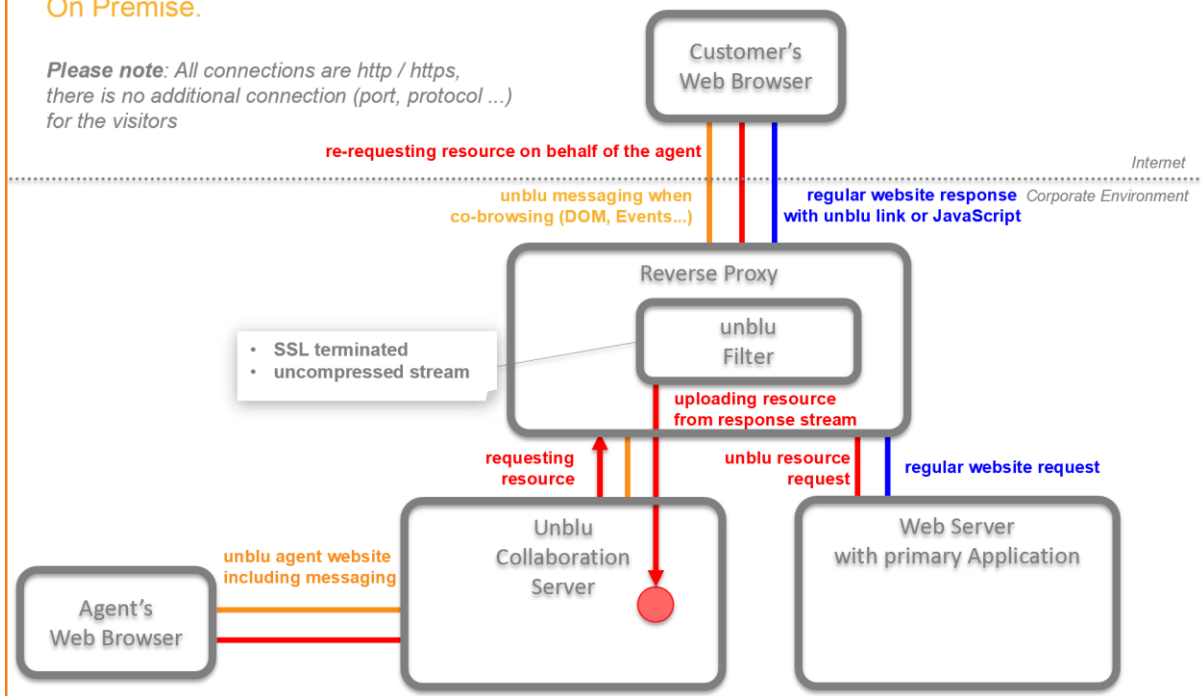 On Premise.
Please note: All connections are http / https,
there is no additional connection (port, protocol ...)
for the visitors
Customer's
Web Browser
re-requesting resource on behalf of the agent
Internet
unblu messaging when
co-browsing (DOM, Events...)
regular website response
with unblu link or JavaScript
Corporate Environment
Reverse Proxy
unblu
Filter
• SSL terminated
• uncompressed stream
uploading resource
from response stream
requesting
resource
unblu resource
request
regular website request
Unblu
Collaboration
Server
Web Server
with primary Application
unblu agent website
including messaging
Agent's
Web Browser